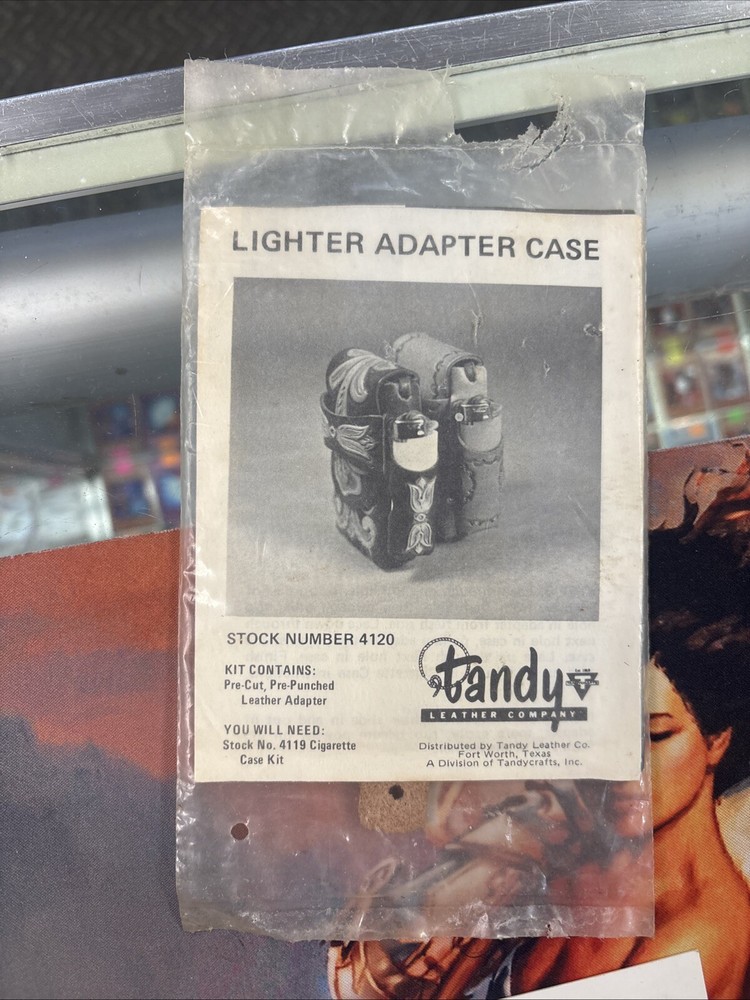 LIGHTER ADAPTER CASE
STOCK NUMBER 4120
KIT CONTAINS:
Pre-Cut, Pre-Punched
Leather Adapter
YOU WILL NEED:
Stock No. 4119 Cigarette
Case Kit
tandy
LEATHER COMPANY
Distributed by Tandy Leather Co.
Fort Worth, Texas
A Division of Tandycrafts, Inc.